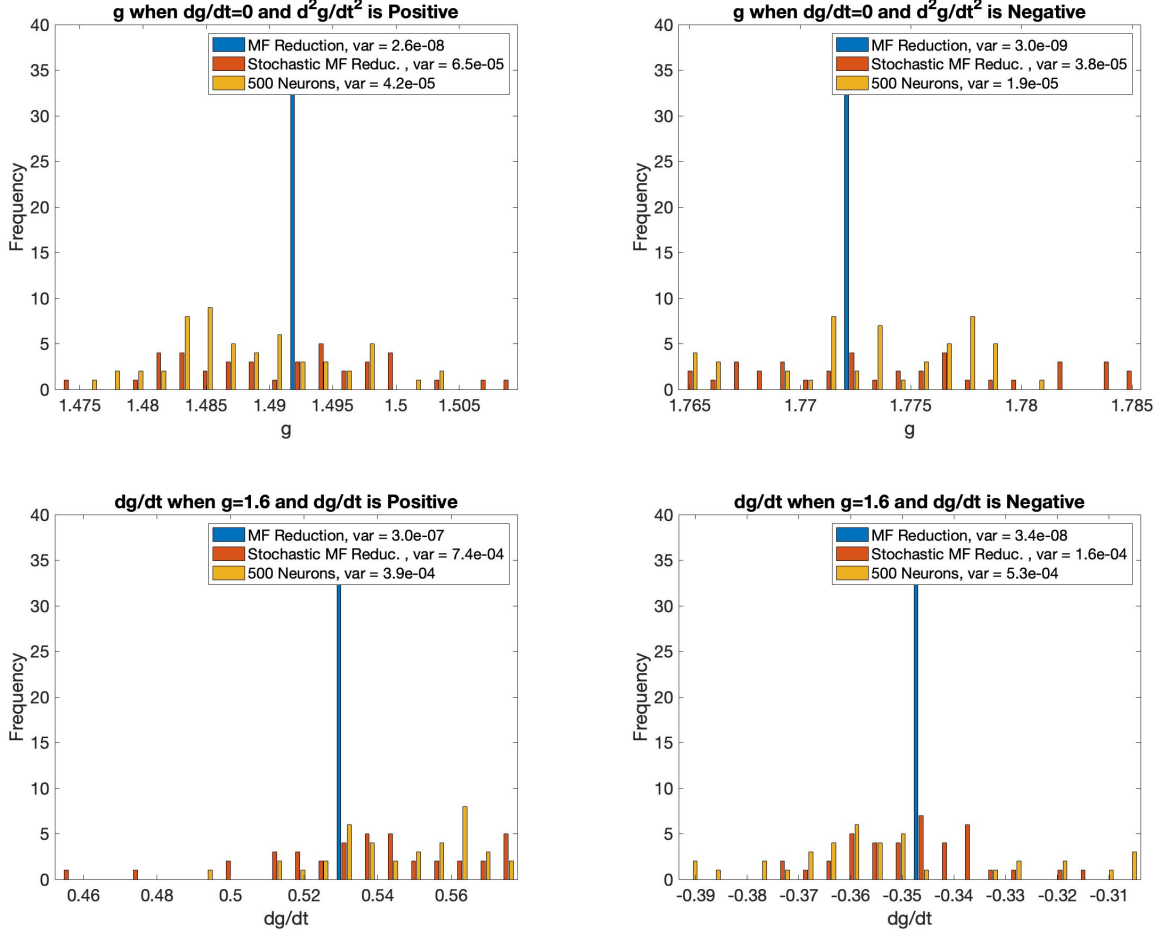 g when dg/dt=0 and d²g/dt² is Positive
MF Reduction, var = 2.6e-08
Stochastic MF Reduc. , var = 6.5e-05
500 Neurons, var = 4.2e-05
40
35
30
25
20
15
10
5
0
Frequency
1.475 1.48 1.485 1.49 1.495 1.5 1.505
g
g when dg/dt=0 and d²g/dt² is Negative
MF Reduction, var = 3.0e-09
Stochastic MF Reduc. , var = 3.8e-05
500 Neurons, var = 1.9e-05
40
35
30
25
20
15
10
5
0
Frequency
1.765 1.77 1.775 1.78 1.785
g
dg/dt when g=1.6 and dg/dt is Positive
MF Reduction, var = 3.0e-07
Stochastic MF Reduc. , var = 7.4e-04
500 Neurons, var = 3.9e-04
40
35
30
25
20
15
10
5
0
Frequency
0.46 0.48 0.5 0.52 0.54 0.56
dg/dt
dg/dt when g=1.6 and dg/dt is Negative
MF Reduction, var = 3.4e-08
Stochastic MF Reduc. , var = 1.6e-04
500 Neurons, var = 5.3e-04
40
35
30
25
20
15
10
5
0
Frequency
-0.39 -0.38 -0.37 -0.36 -0.35 -0.34 -0.33 -0.32 -0.31
dg/dt